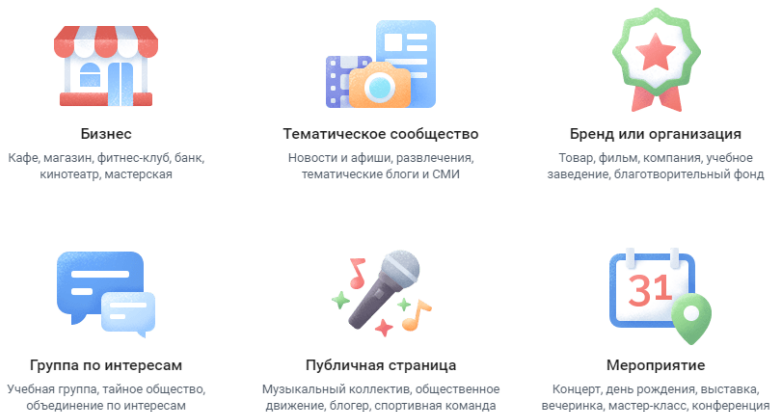 Бизнес
Кафе, магазин, фитнес-клуб, банк,
кинотеатр, мастерская
Тематическое сообщество
Новости и афиши, развлечения,
тематические блоги и СМИ
Бренд или организация
Товар, фильм, компания, учебное
заведение, благотворительный фонд
Группа по интересам
Учебная группа, тайное общество,
объединение по интересам
Публичная страница
Музыкальный коллектив, общественное
движение, блогер, спортивная команда
31
Мероприятие
Концерт, день рождения, выставка,
вечеринка, мастер-класс, конференция